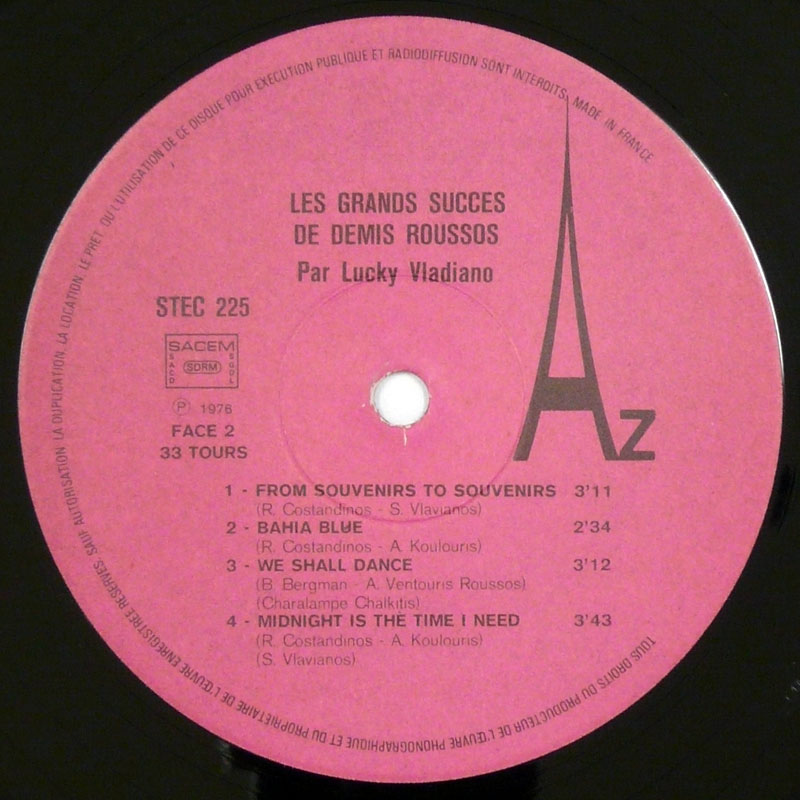 TOUS DROITS DU PRODUCTEUR DE L'ŒUVRE PHONOGRAPHIQUE ET DU PROPRIETAIRE DE L'ŒUVRE ENREGISTREE RESERVES, SAUF AUTORISATION. LA DUPLICATION. LA LOCATION, LE PRET OU L'UTILISATION DE CE DISQUE POUR EXECUTION PUBLIQUE ET RADIODIFFUSION SONT INTERDITS. MADE IN FRANCE
LES GRANDS SUCCES
DE DEMIS ROUSSOS
Par Lucky Vladiano
STEC 225
SACEM
SACD
SDRM
SGDL
Ⓟ 1976
FACE 2
33 TOURS
AZ
1 - FROM SOUVENIRS TO SOUVENIRS 3'11
(R. Costandinos - S. Vlavianos)
2 - BAHIA BLUE 2'34
(R. Costandinos - A. Koulouris)
3 - WE SHALL DANCE 3'12
(B. Bergman - A. Ventouris Roussos)
(Charalampe Chalkitis)
4 - MIDNIGHT IS THE TIME I NEED 3'43
(R. Costandinos - A. Koulouris)
(S. Vlavianos)